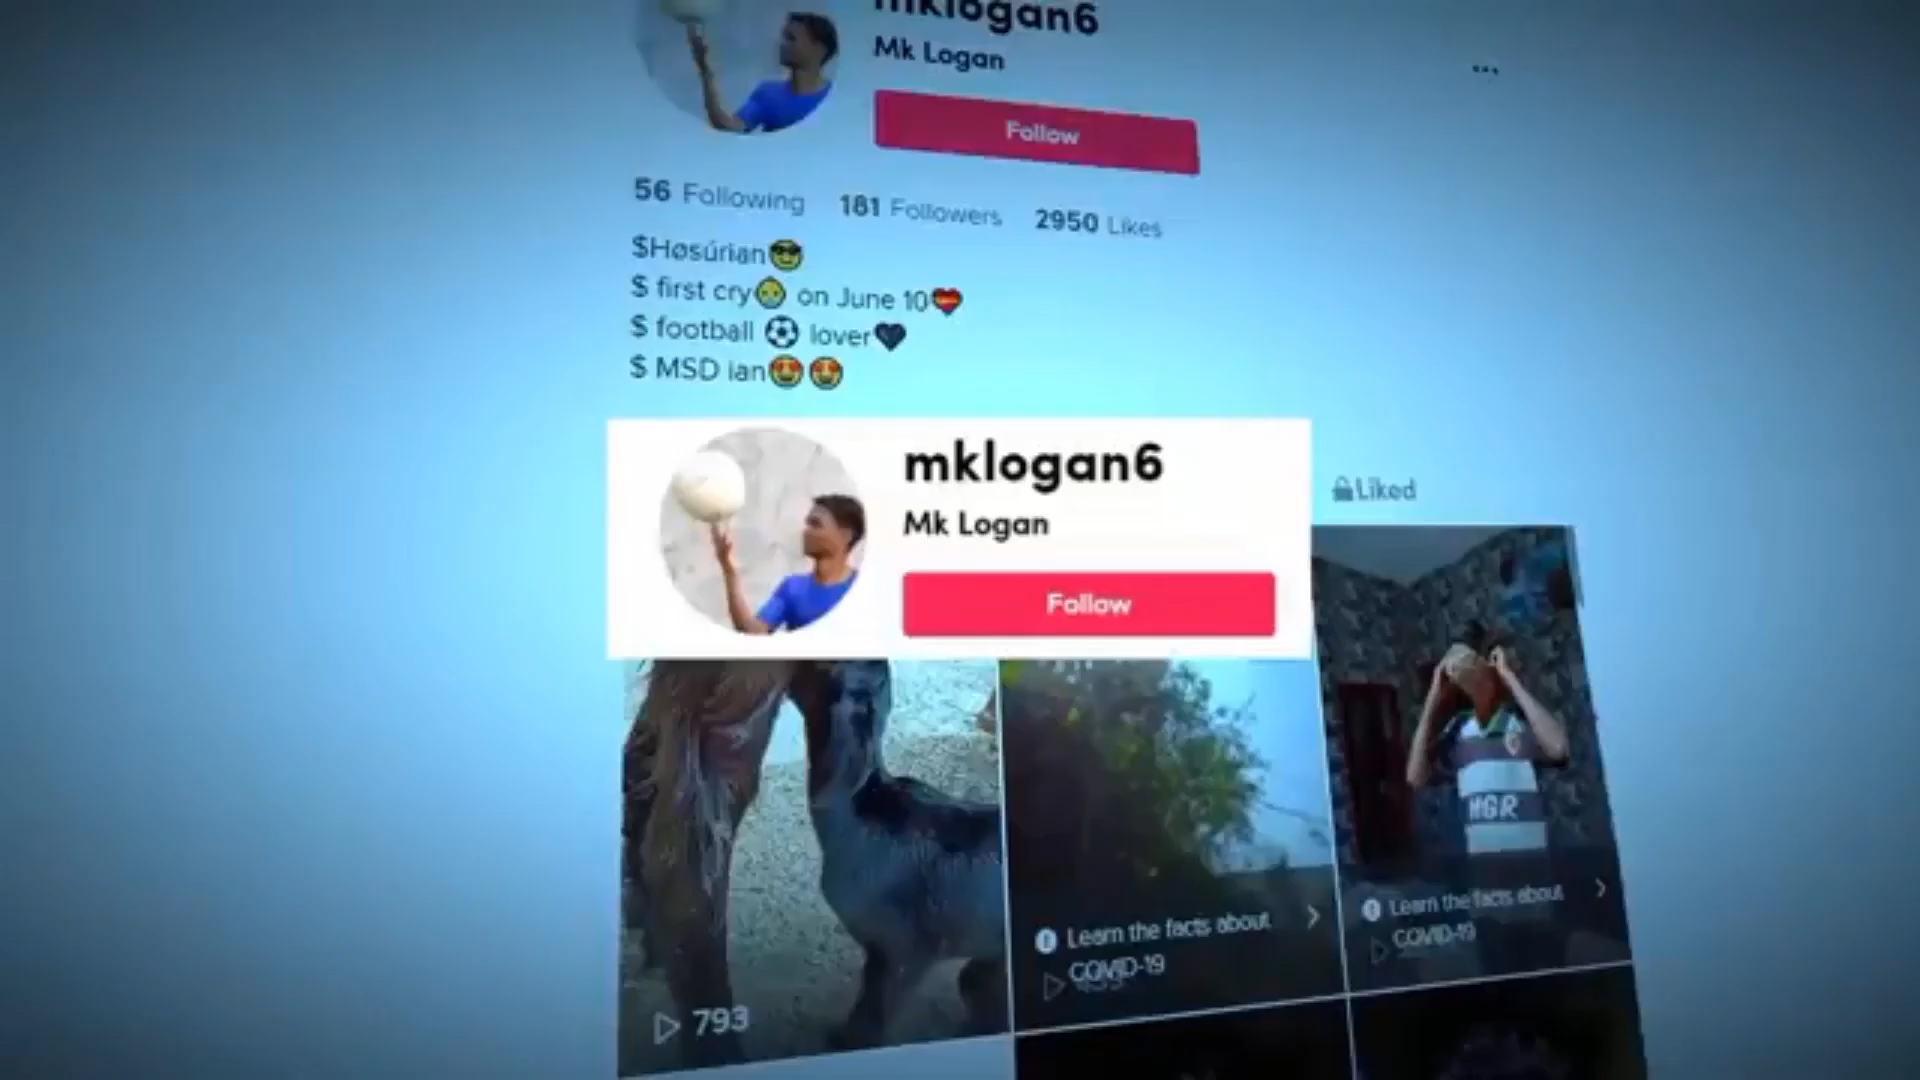 mklogan6
Mk Logan
...
Follow
56 Following 181 Followers 2950 Likes
$Høsúrian😎
$ first cry👶 on June 10❤️
$ football ⚽ lover🖤
$ MSD ian😍😍
mklogan6
Mk Logan
Follow
Liked
HGR
Learn the facts about
COVID-19
Learn the facts about
COVID-19
793